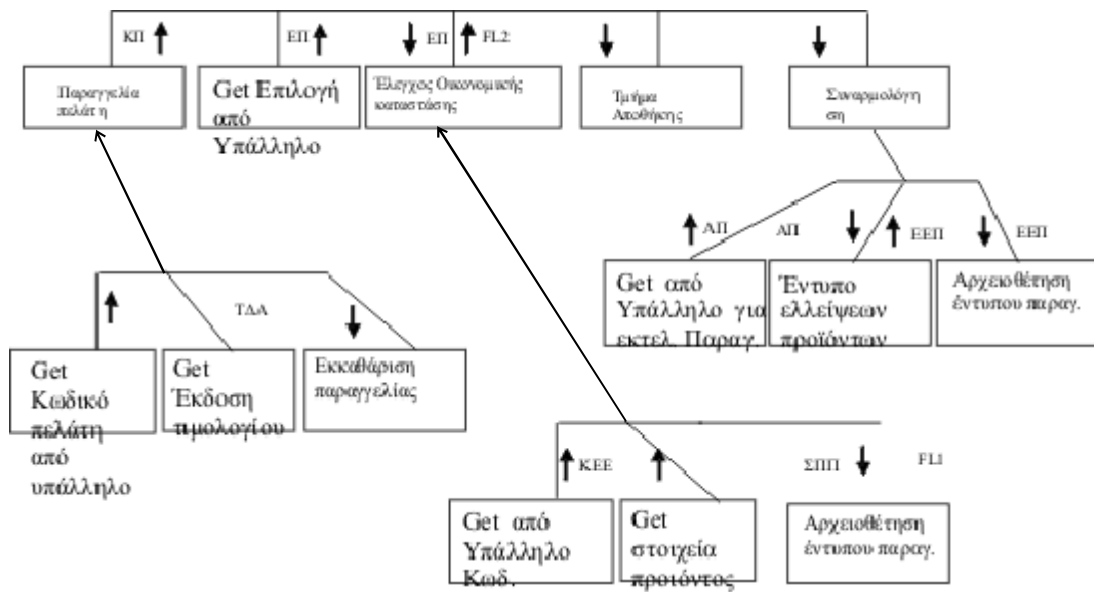 ΚΠ
ΕΠ
ΕΠ
FL2
Παραγγελία
πελάτη
Get Επιλογή
από
Υπάλληλο
Έλεγχος Οικονομικής
καταστάσης
Τμήμα
Αποθήκης
Συναρμολόγη
ση
ΑΠ
ΑΠ
ΕΕΠ
ΕΕΠ
Get από
Υπάλληλο για
εκτελ. Παραγ.
Έντυπο
ελλείψεων
προϊόντων
Αρχειοθέτηση
έντυπου παραγ.
ΤΔΑ
Get
Κωδικό
πελάτη
από
υπάλληλο
Get
Έκδοση
τιμολογίου
Εκκαθάριση
παραγγελίας
ΚΕΕ
ΣΠΠ
FL1
Get από
Υπάλληλο
Κωδ.
Get
στοιχεία
προιόντος
Αρχειοθέτηση
έντυπου παραγ.